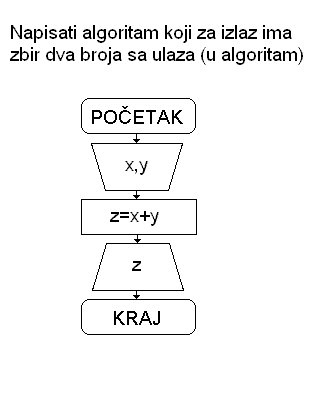 Napisati algoritam koji za izlaz ima
zbir dva broja sa ulaza (u algoritam)
POČETAK
x,y
z=x+y
z
KRAJ